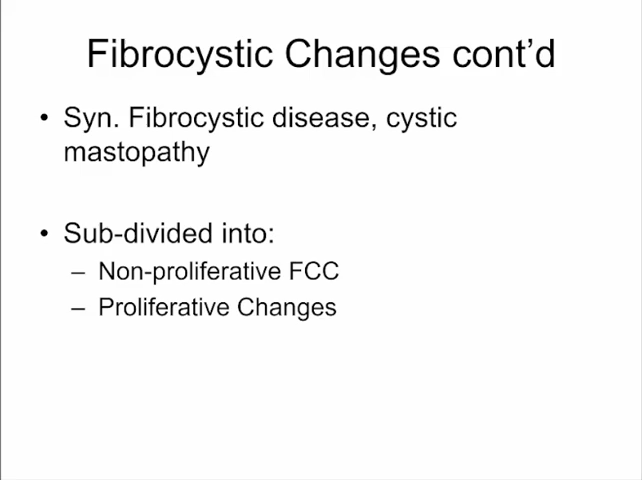 Fibrocystic Changes cont’d
• Syn. Fibrocystic disease, cystic
mastopathy
• Sub-divided into:
– Non-proliferative FCC
– Proliferative Changes